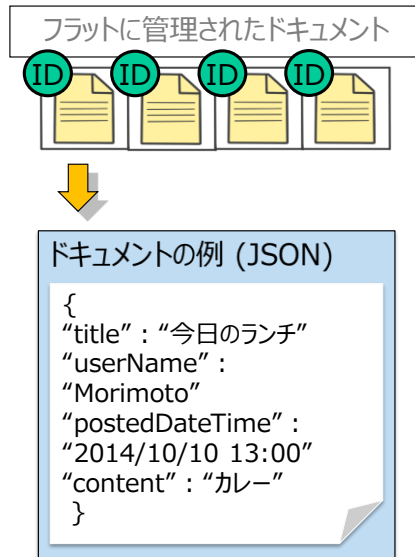 フラットに管理されたドキュメント
ID ID ID ID
ドキュメントの例 (JSON)
{
“title” : “今日のランチ”
“userName” :
“Morimoto”
“postedDateTime” :
“2014/10/10 13:00”
“content” : “カレー”
}